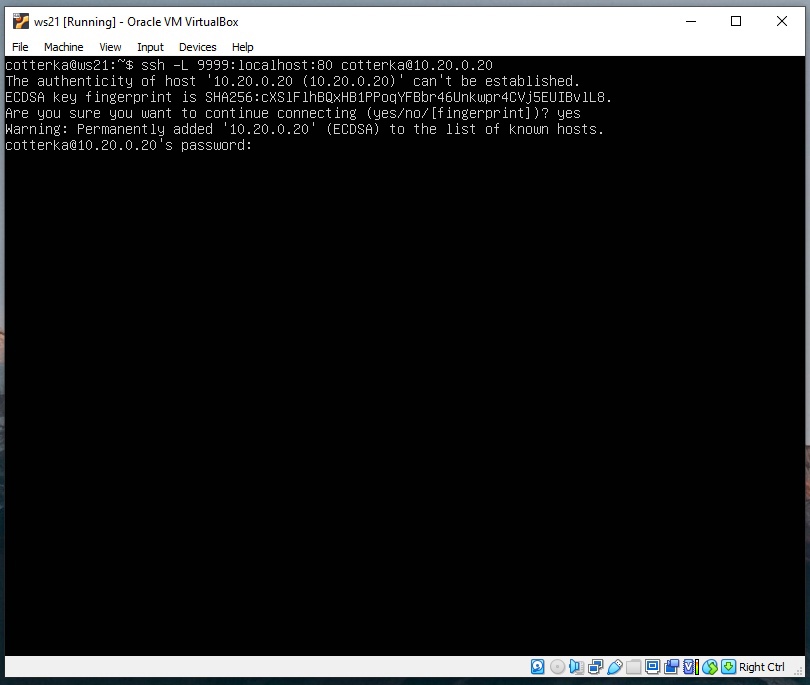 ws21 [Running] - Oracle VM VirtualBox
File Machine View Input Devices Help
cotterka@ws21:~$ ssh -L 9999:localhost:80 cotterka@10.20.0.20
The authenticity of host '10.20.0.20 (10.20.0.20)' can't be established.
ECDSA key fingerprint is SHA256:cXSlFlhBQxHB1PPoqYFBbr46Unkwpr4CVj5EUIBvlL8.
Are you sure you want to continue connecting (yes/no/[fingerprint])? yes
Warning: Permanently added '10.20.0.20' (ECDSA) to the list of known hosts.
cotterka@10.20.0.20's password:
Right Ctrl